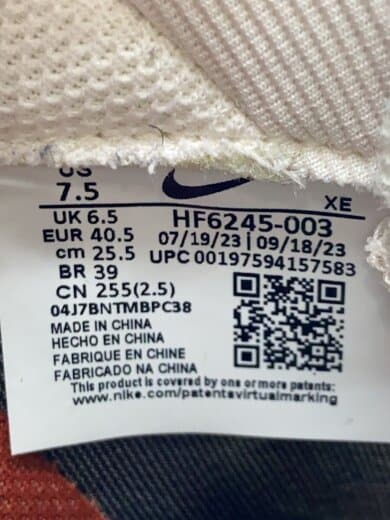 US
7.5
XE
UK 6.5
EUR 40.5
cm 25.5
BR 39
CN 255(2.5)
04J7BNTMBPC38
HF6245-003
07/19/23 | 09/18/23
UPC 00197594157583
MADE IN CHINA
HECHO EN CHINA
FABRIQUE EN CHINE
FABRICADO NA CHINA
This product is covered by one or more patents:
www.nike.com/patentsvirtualmarking